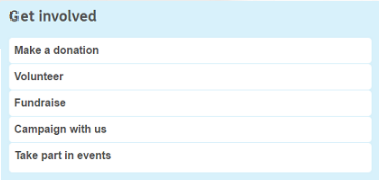 Get involved
Make a donation
Volunteer
Fundraise
Campaign with us
Take part in events